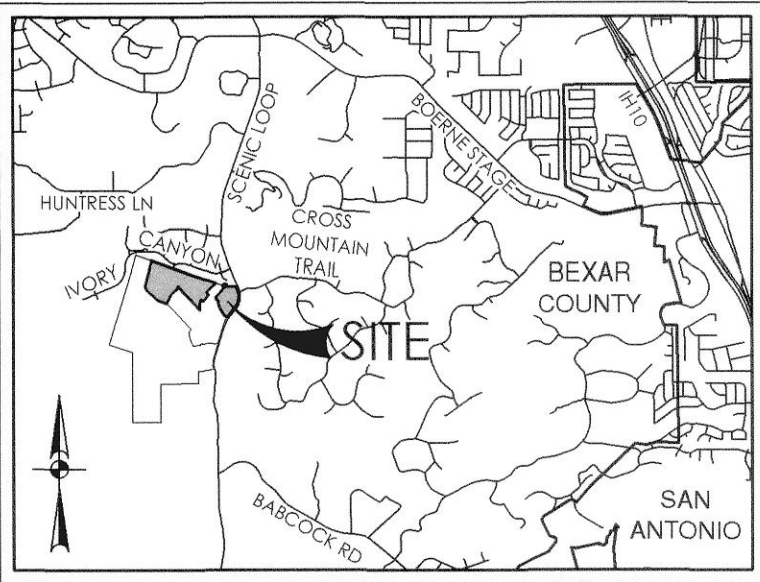 SCENIC LOOP
BOERNE STAGE
IH10
HUNTRESS LN
CROSS
MOUNTAIN
TRAIL
IVORY
CANYON
BEXAR
COUNTY
SITE
BABCOCK RD
SAN
ANTONIO